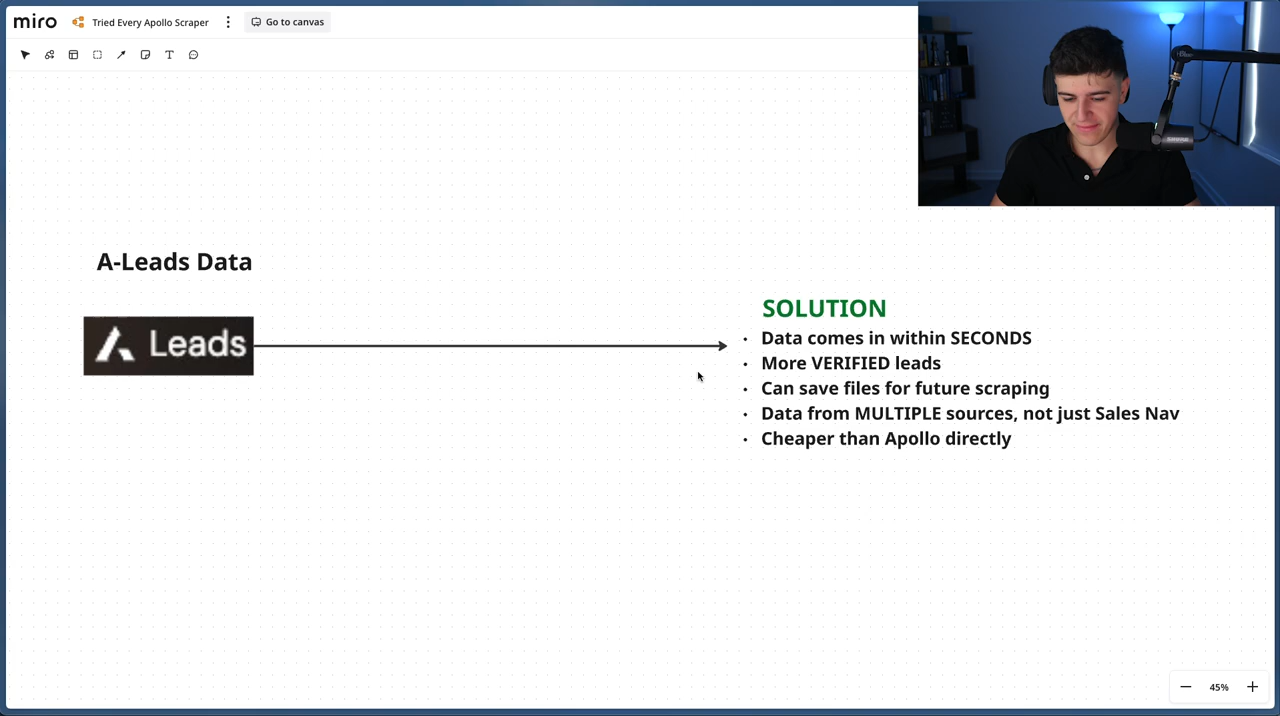 miro
Tried Every Apollo Scraper
Go to canvas
A-Leads Data
Leads
SOLUTION
• Data comes in within SECONDS
• More VERIFIED leads
• Can save files for future scraping
• Data from MULTIPLE sources, not just Sales Nav
• Cheaper than Apollo directly
45%